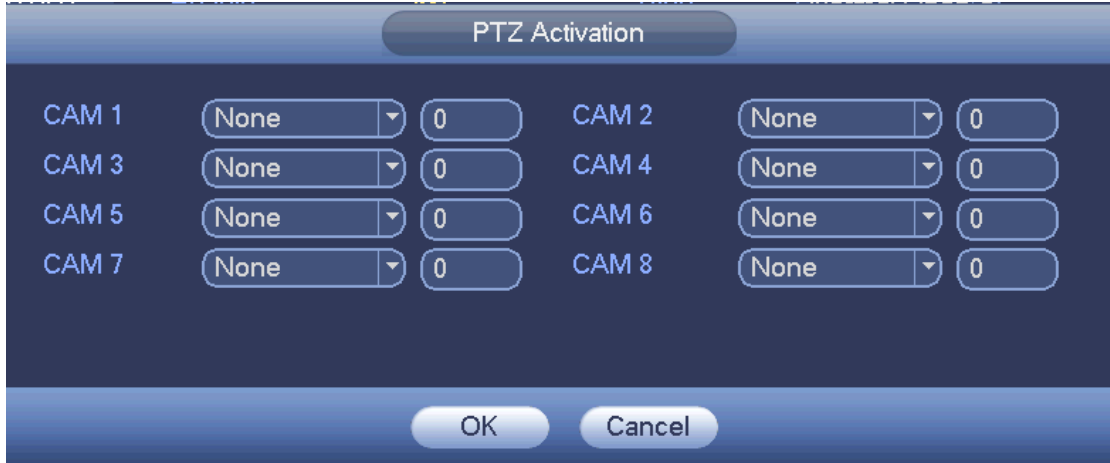 PTZ Activation
CAM 1 None 0 CAM 2 None 0
CAM 3 None 0 CAM 4 None 0
CAM 5 None 0 CAM 6 None 0
CAM 7 None 0 CAM 8 None 0
OK Cancel